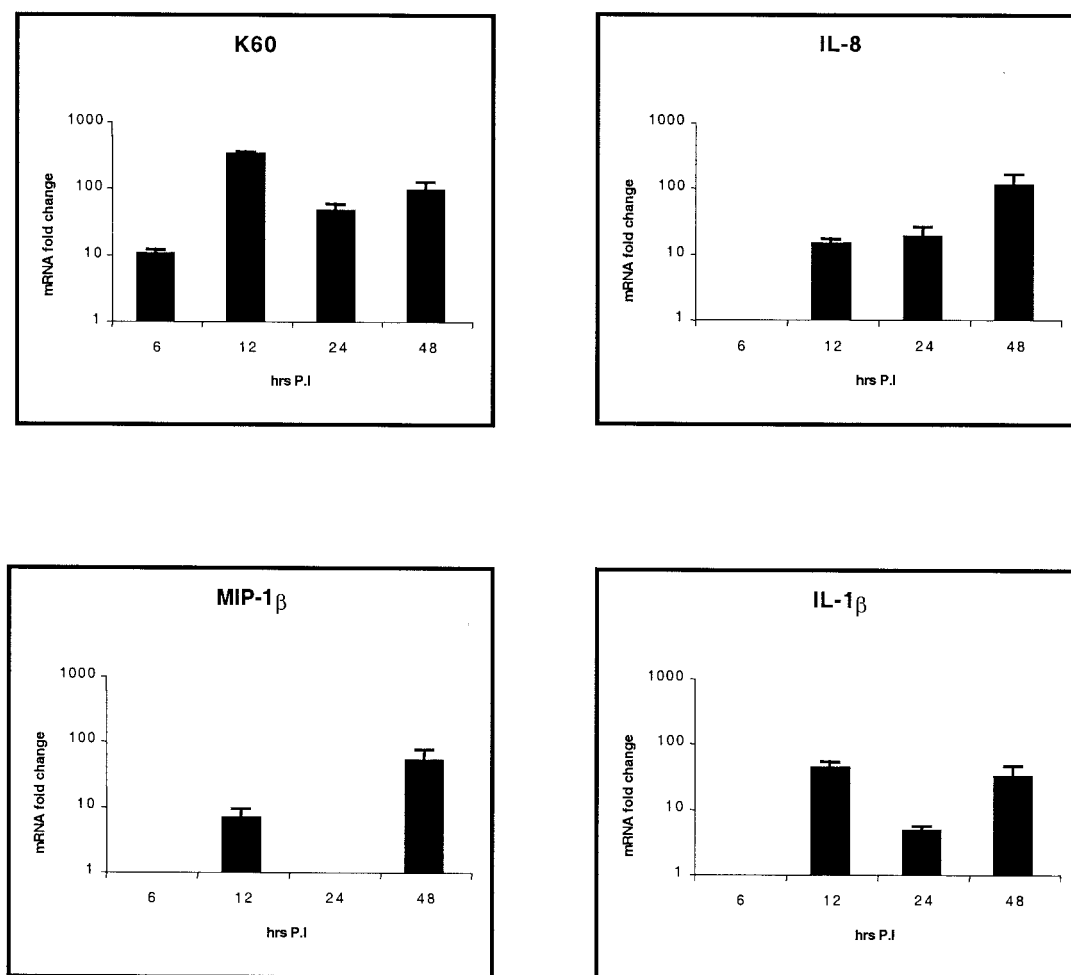 K60
mRNA fold change
1000
100
10
1
6 12 24 48
hrs P.I
IL-8
mRNA fold change
1000
100
10
1
6 12 24 48
hrs P.I
MIP-1β
mRNA fold change
1000
100
10
1
6 12 24 48
hrs P.I
IL-1β
mRNA fold change
1000
100
10
1
6 12 24 48
hrs P.I